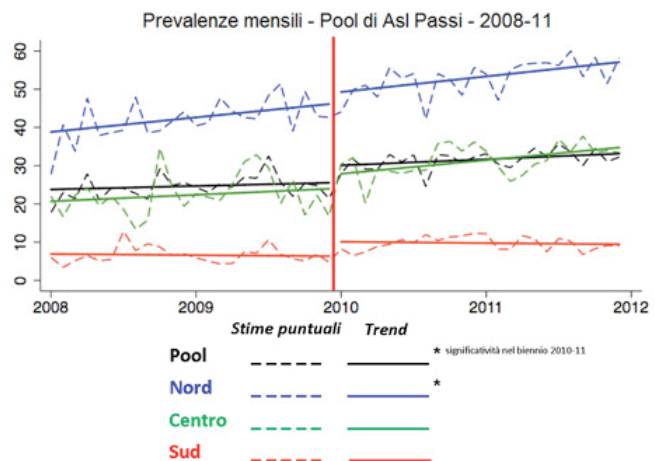 Prevalenze mensili - Pool di Asl Passi - 2008-11
60
50
40
30
20
10
0
2008 2009 2010 2011 2012
Stime puntuali Trend
Pool * significatività nel biennio 2010-11
Nord *
Centro
Sud